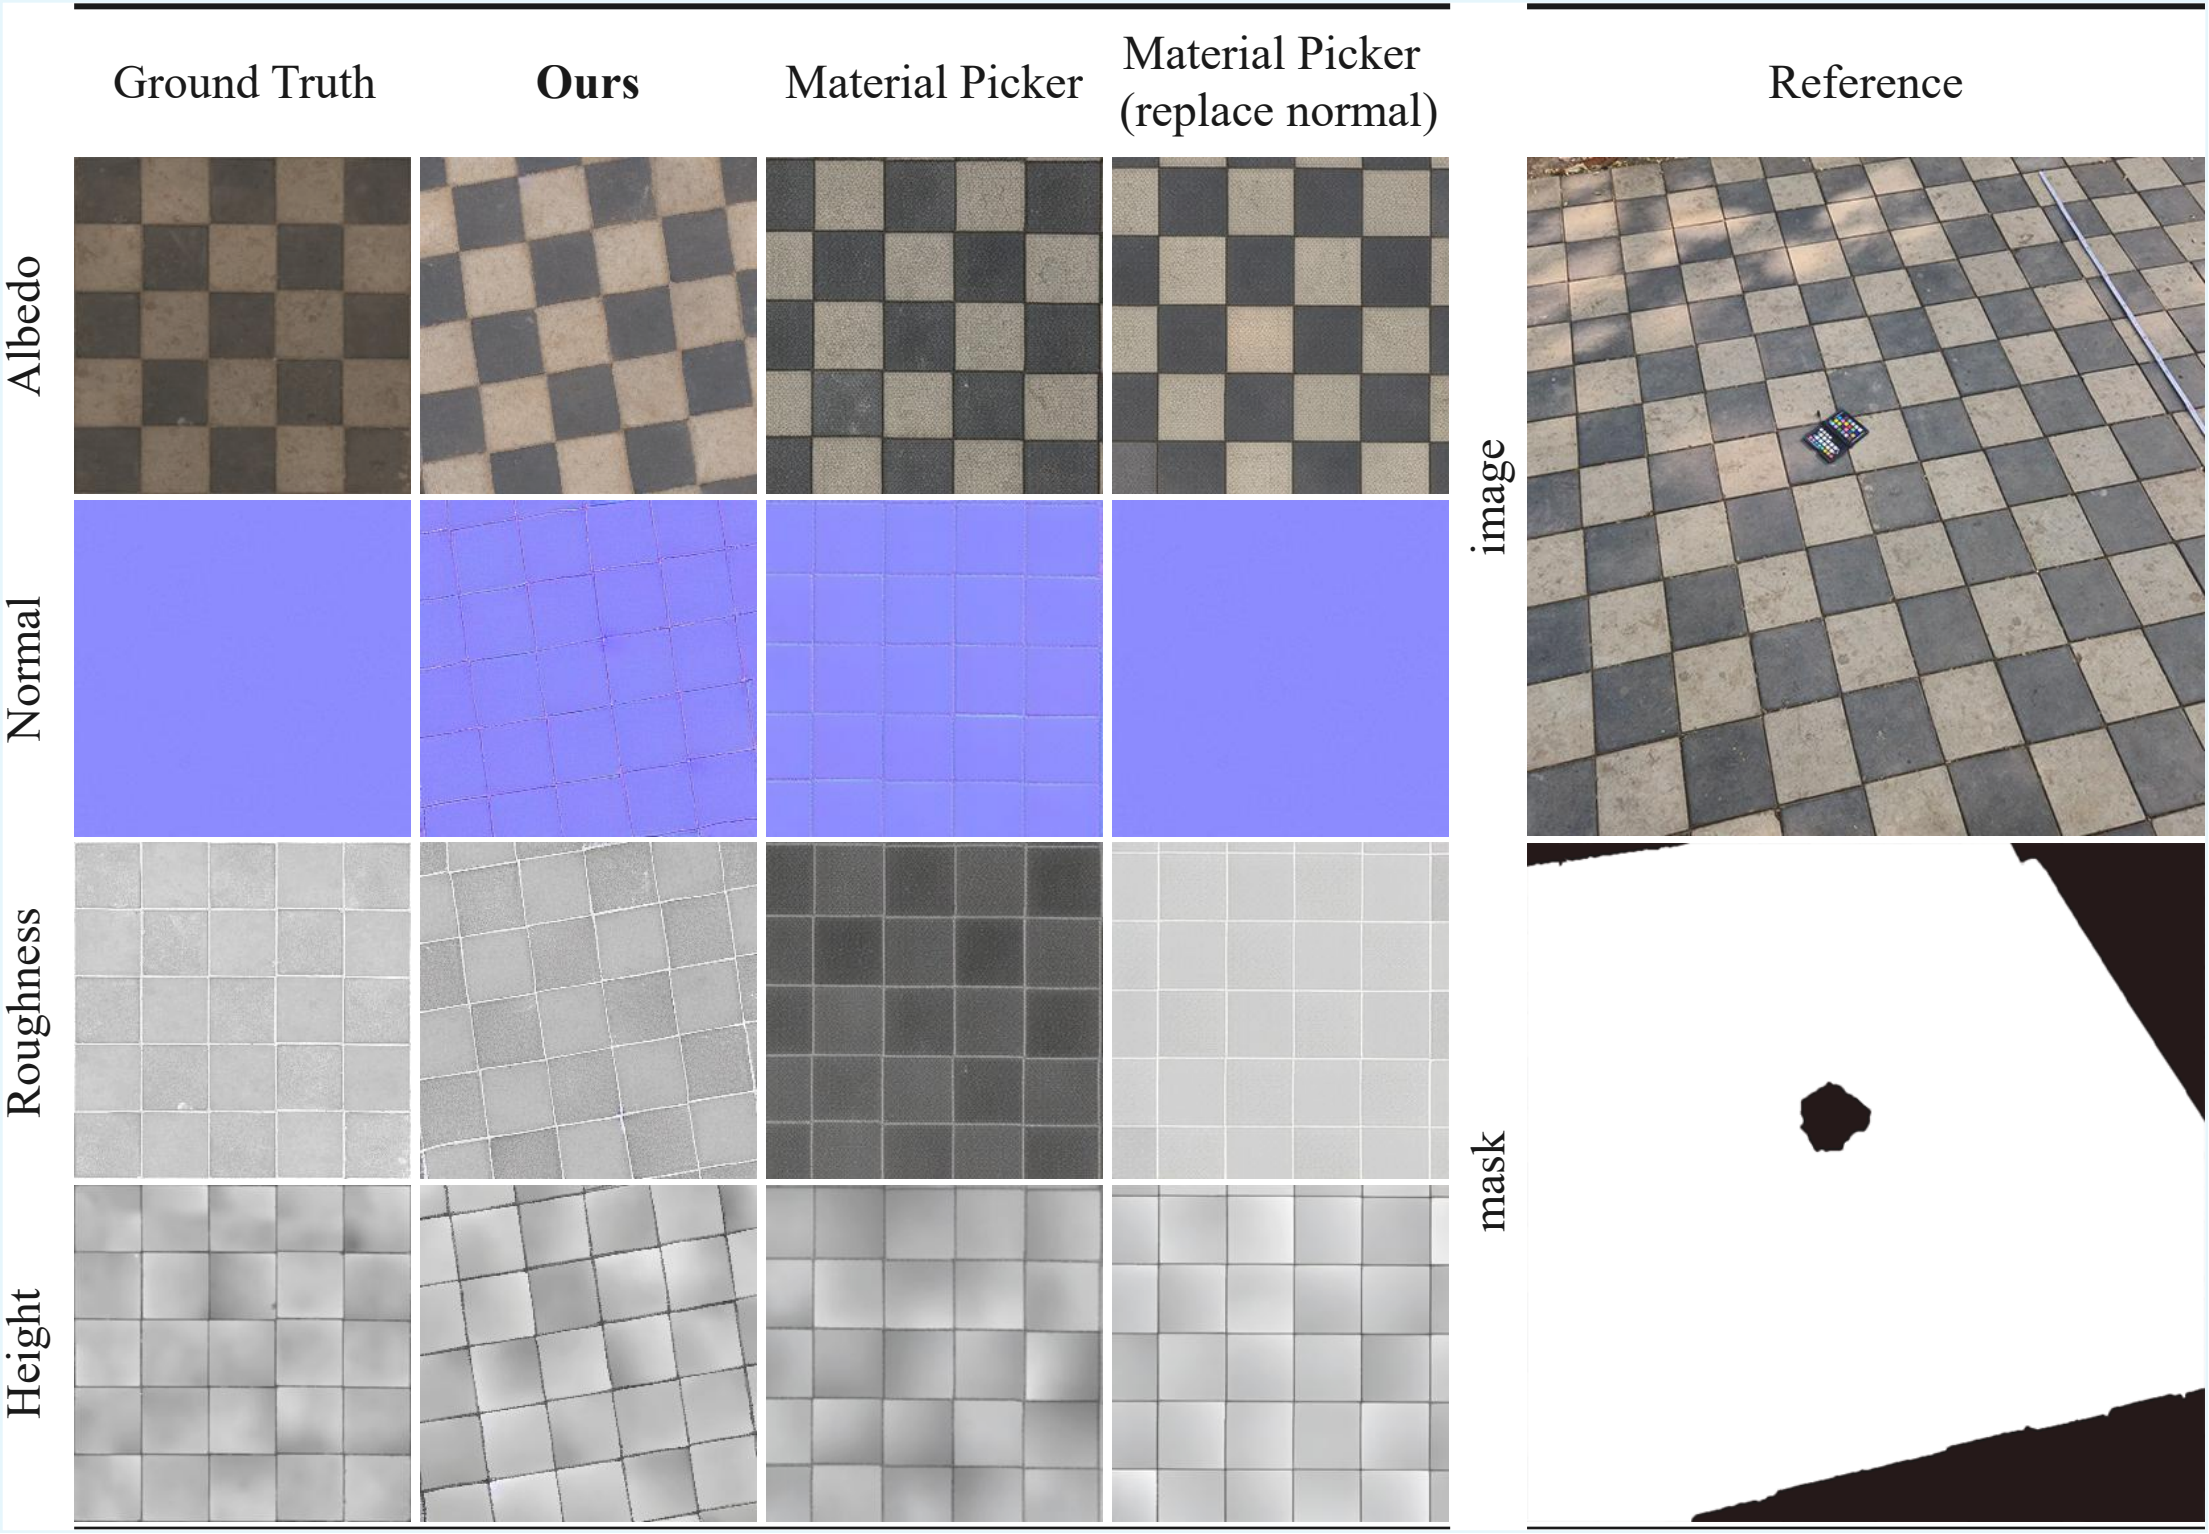 Ground Truth
Ours
Material Picker
Material Picker
(replace normal)
Reference
Albedo
Normal
Roughness
Height
image
mask